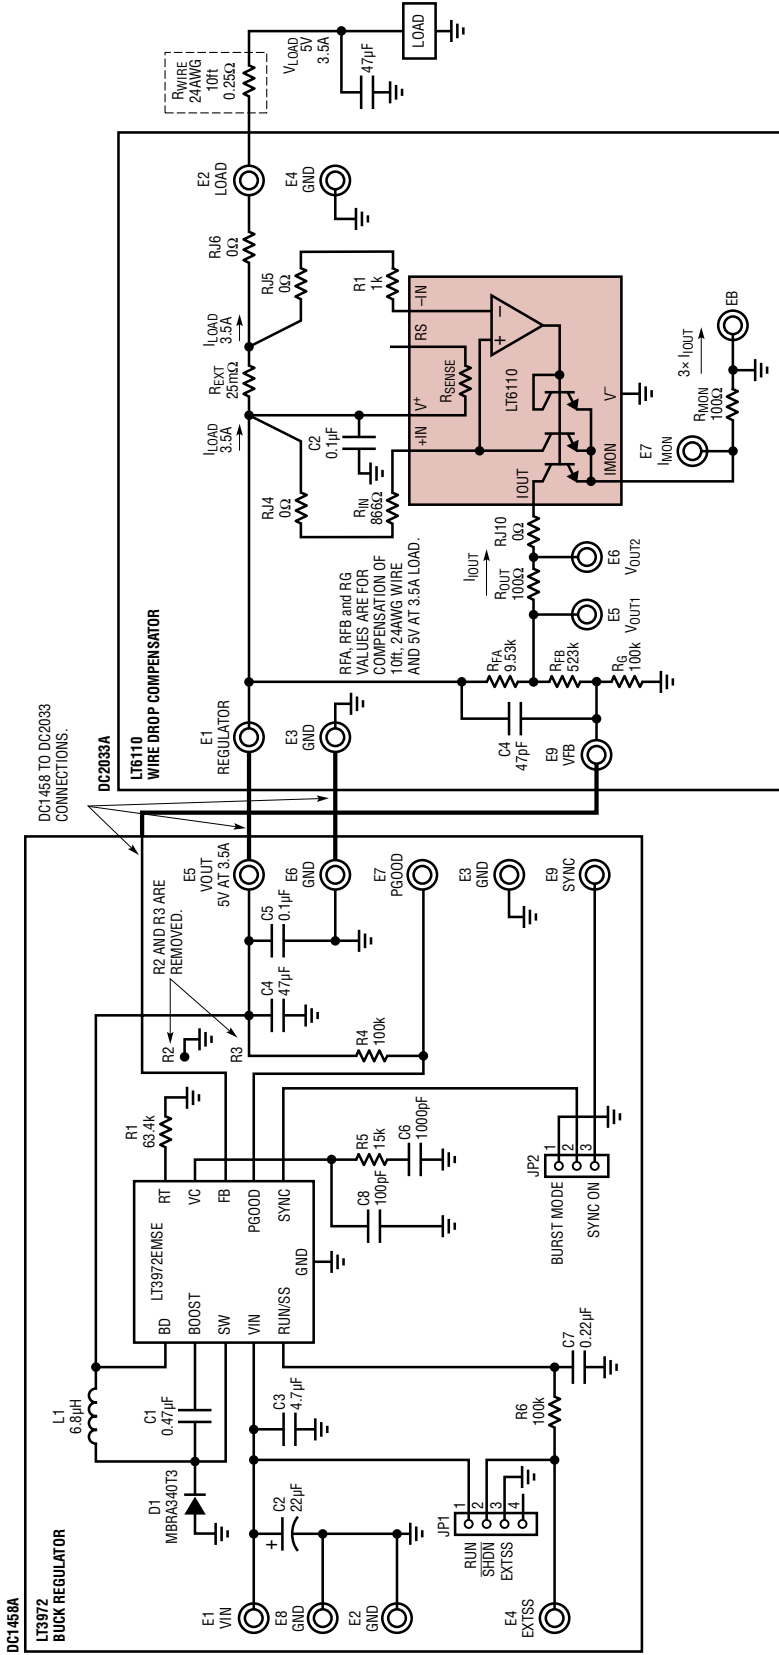 DC1458A
LT3972
BUCK REGULATOR
E1
VIN
E8
GND
E2
GND
E4
EXTSS
+
C2
22µF
C3
4.7µF
JP1
RUN
SHDN
EXTSS
1
2
3
4
R6
100k
C7
0.22µF
D1
MBRA340T3
L1
6.8µH
C1
0.47µF
LT3972EMSE
BD
BOOST
SW
VIN
RUN/SS
RT
VC
FB
PGOOD
SYNC
GND
R1
63.4k
R2
R3
R2 AND R3 ARE
REMOVED.
C8
100pF
R5
15k
C6
1000pF
JP2
BURST MODE
SYNC ON
1
2
3
R4
100k
C4
47µF
C5
0.1µF
E5
VOUT
5V AT 3.5A
E6
GND
E7
PGOOD
E3
GND
E9
SYNC
DC1458 TO DC2033
CONNECTIONS.
DC2033A
LT6110
WIRE DROP COMPENSATOR
E1
REGULATOR
E3
GND
E9
VFB
C4
47pF
RFA
9.53k
RFB
523k
RG
100k
RFA, RFB and RG
VALUES ARE FOR
COMPENSATION OF
10ft, 24AWG WIRE
AND 5V AT 3.5A LOAD.
E5
VOUT1
E6
VOUT2
IIOUT
ROUT
100Ω
RJ10
0Ω
RJ4
0Ω
RIN
866Ω
C2
0.1µF
ILOAD
3.5A
REXT
25mΩ
ILOAD
3.5A
RJ5
0Ω
R1
1k
RJ6
0Ω
+IN
V+
RS
–IN
RSENSE
LT6110
+
–
IOUT
IMON
V–
E7
IMON
RMON
100Ω
3× IIOUT
EB
E2
LOAD
E4
GND
RWIRE
24AWG
10ft
0.25Ω
VLOAD
5V
3.5A
47µF
LOAD